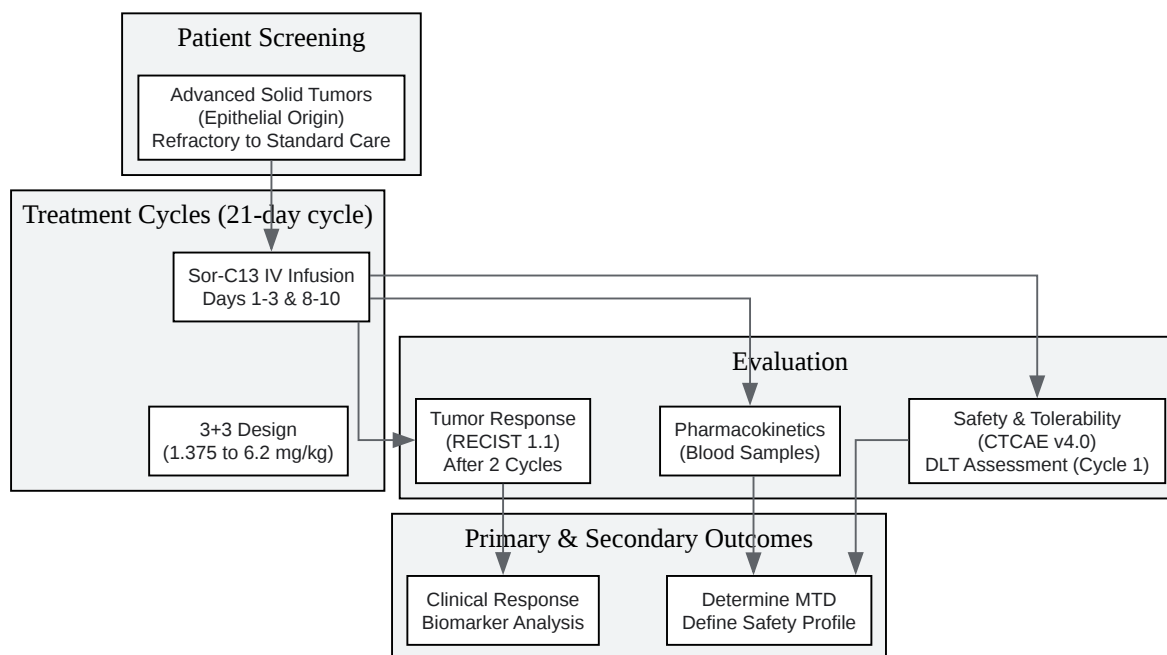 Patient Screening
Advanced Solid Tumors
(Epithelial Origin)
Refractory to Standard Care
Treatment Cycles (21-day cycle)
Sor-C13 IV Infusion
Days 1-3 & 8-10
3+3 Design
(1.375 to 6.2 mg/kg)
Evaluation
Tumor Response
(RECIST 1.1)
After 2 Cycles
Pharmacokinetics
(Blood Samples)
Safety & Tolerability
(CTCAE v4.0)
DLT Assessment (Cycle 1)
Primary & Secondary Outcomes
Clinical Response
Biomarker Analysis
Determine MTD
Define Safety Profile